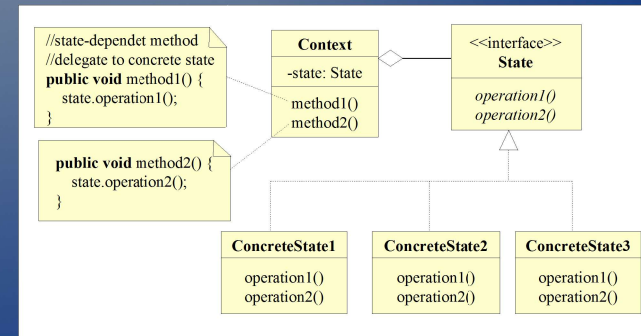 //state-dependet method
//delegate to concrete state
public void method1() {
state.operation1();
}
public void method2() {
state.operation2();
}
Context
-state: State
method1()
method2()
<<interface>>
State
operation1()
operation2()
ConcreteState1
operation1()
operation2()
ConcreteState2
operation1()
operation2()
ConcreteState3
operation1()
operation2()